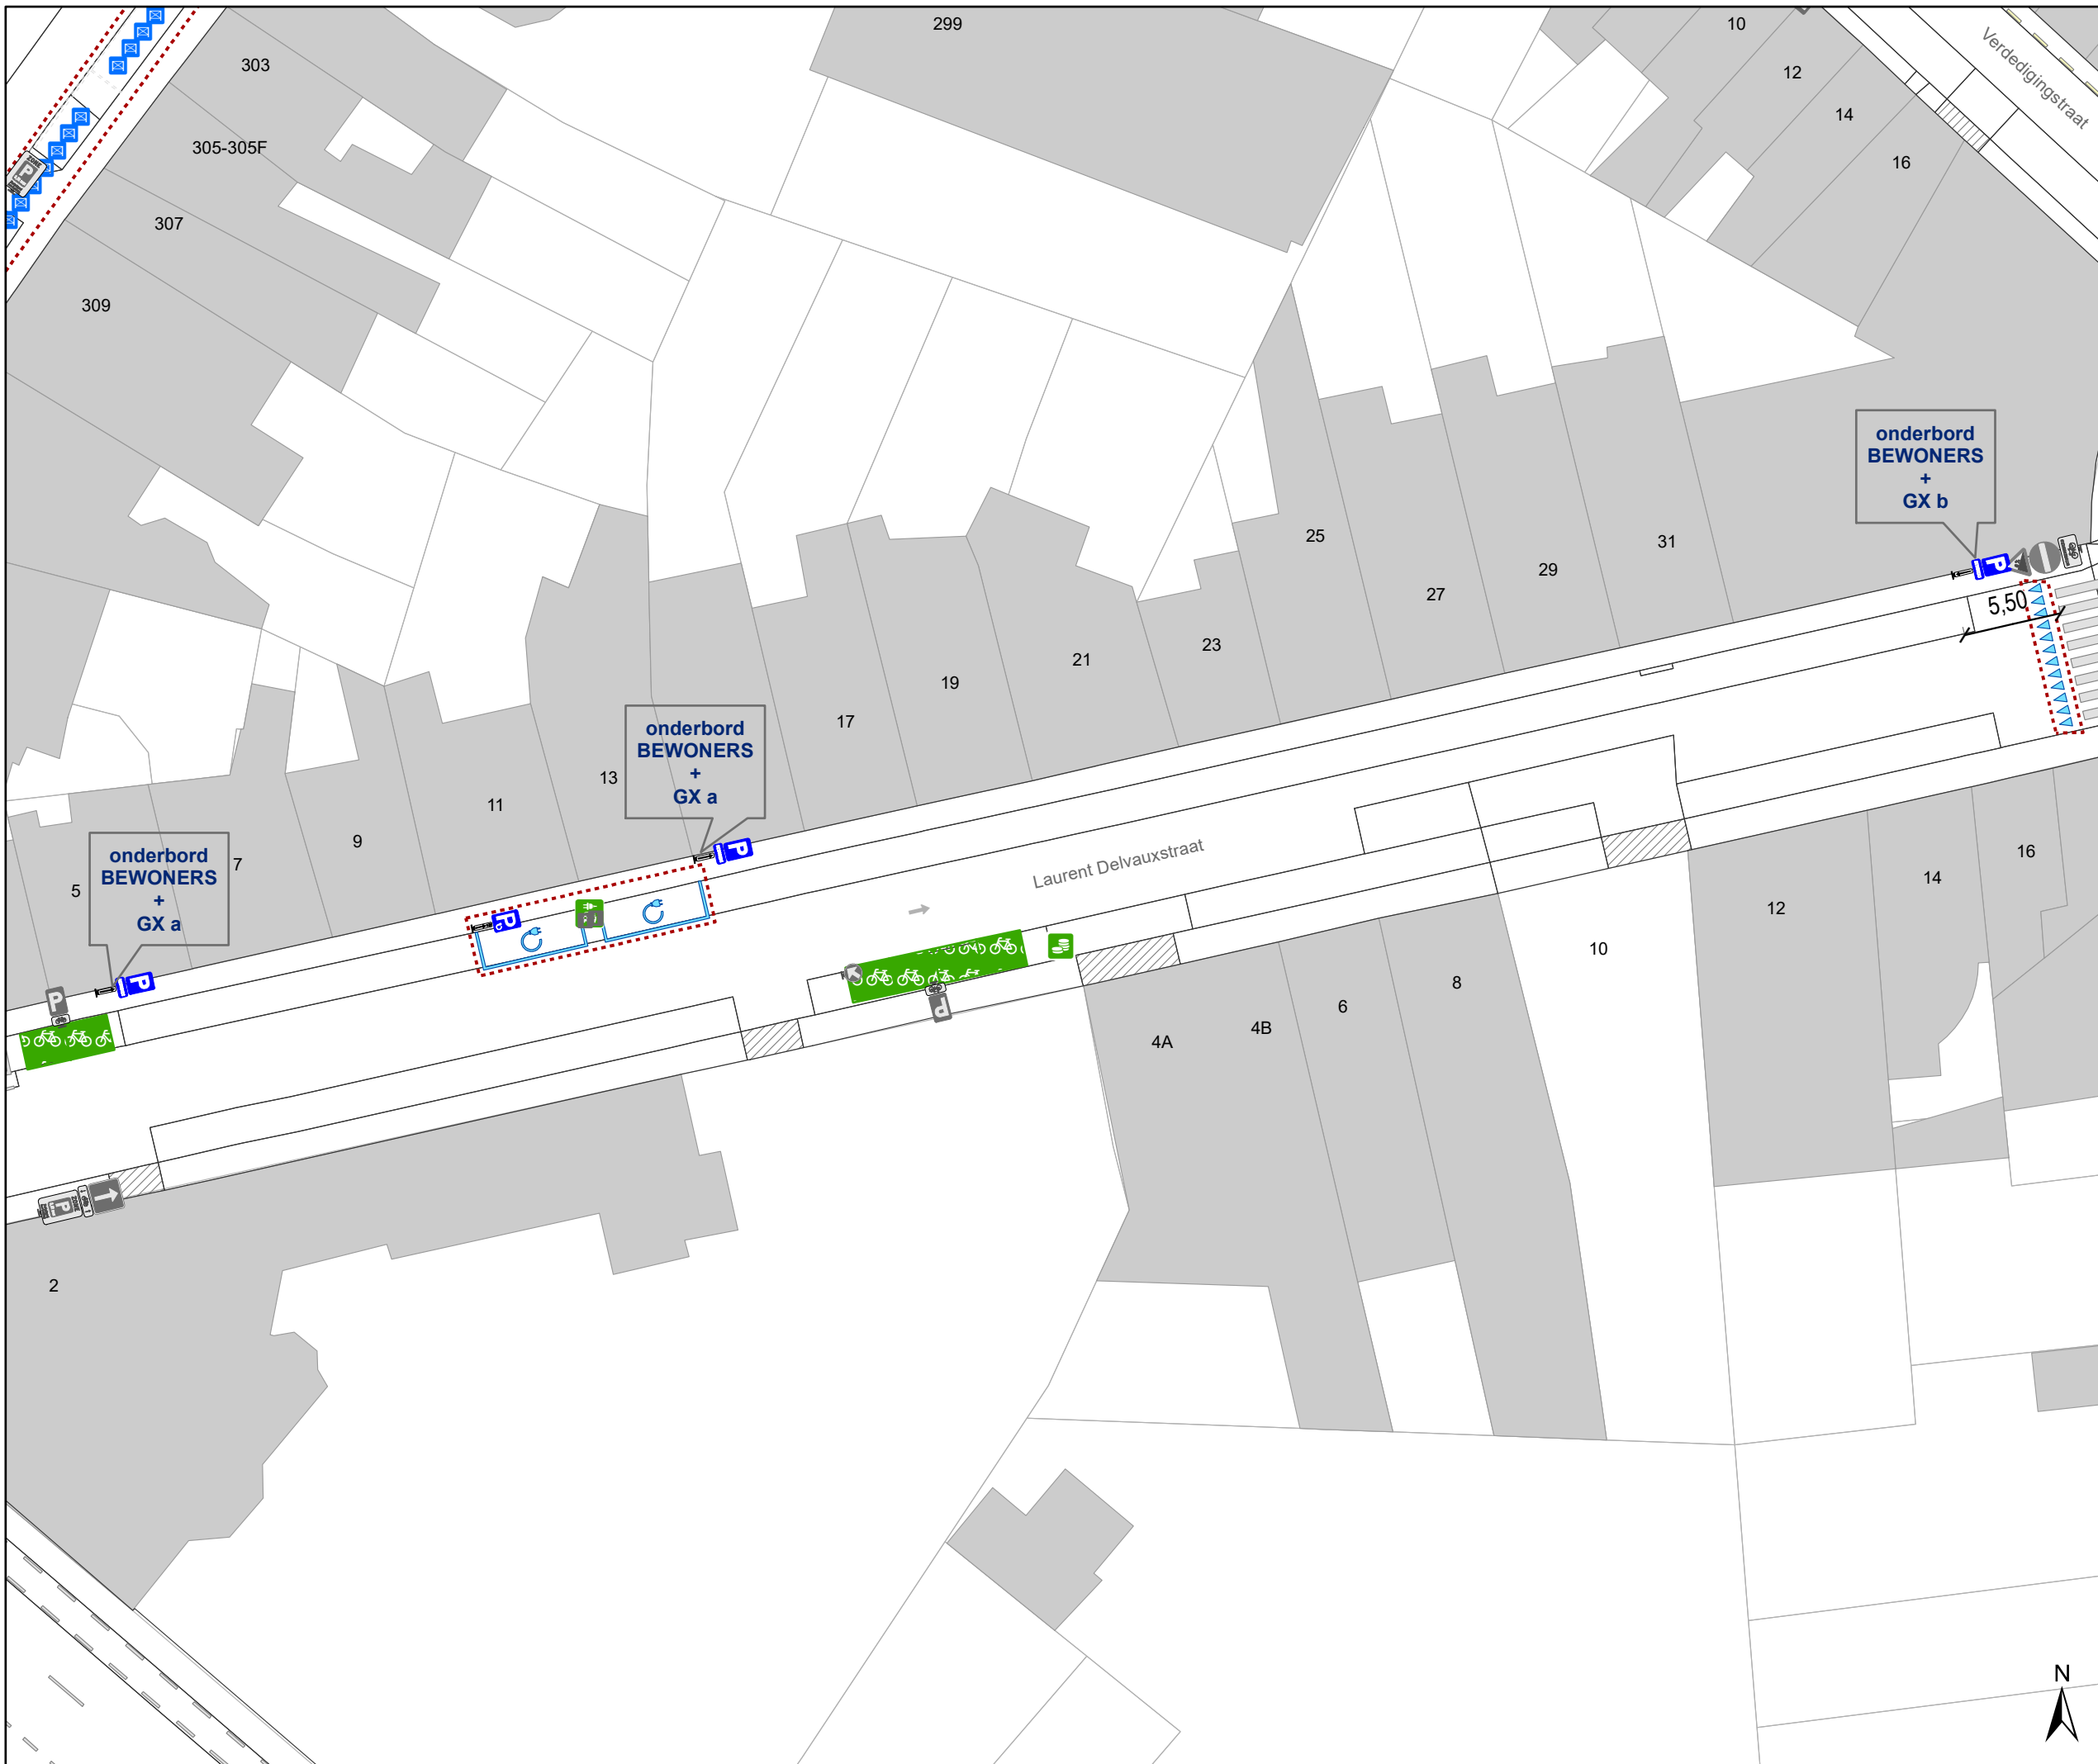 299
10
303
12
Verdedigingstraat
14
305-305F
16
307
309
onderbord
BEWONERS
+
GX b
25
31
29
27
5,50
23
21
19
17
onderbord
BEWONERS
+
GX a
13
11
9
7
5
onderbord
BEWONERS
+
GX a
P
P
P
P
P
P
Laurent Delvauxstraat
16
14
12
10
8
6
4B
4A
2
N